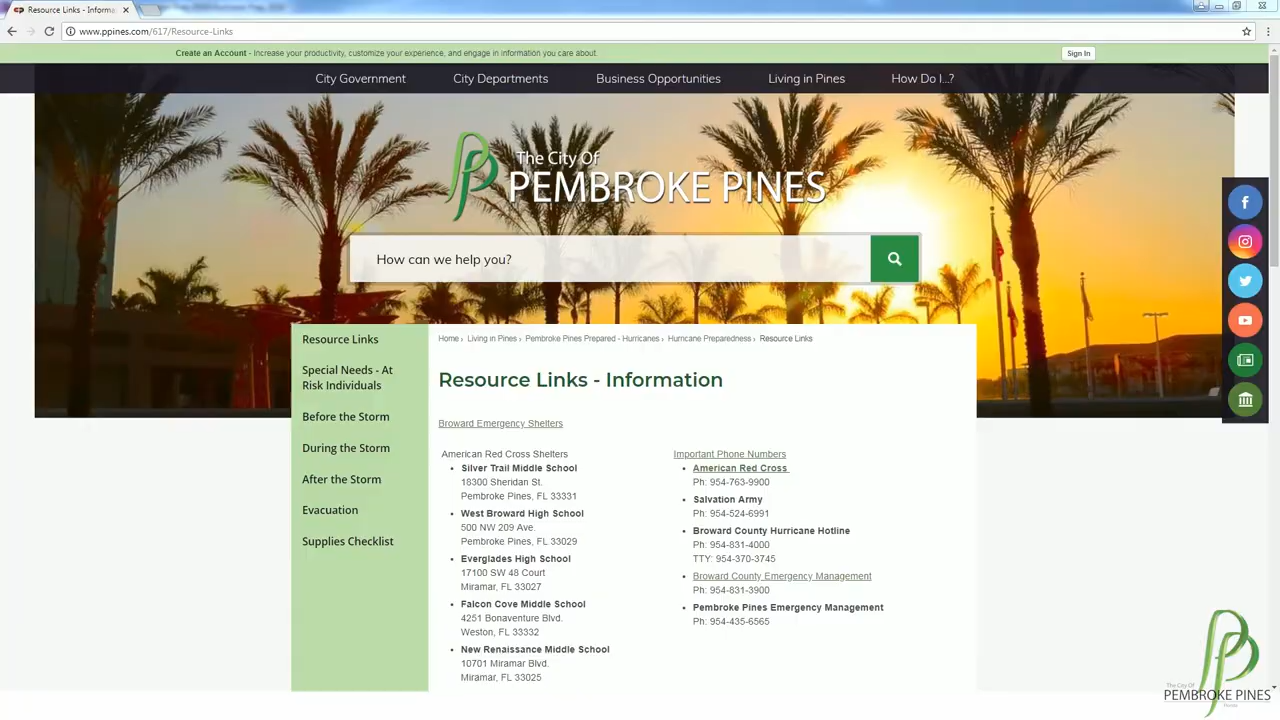 Resource Links - Informa
www.ppines.com/617/Resource-Links
Create an Account - Increase your productivity, customize your experience, and engage in information you care about.
Sign In
City Government
City Departments
Business Opportunities
Living in Pines
How Do I...?
The City Of
PEMBROKE PINES
How can we help you?
Resource Links
Special Needs - At
Risk Individuals
Before the Storm
During the Storm
After the Storm
Evacuation
Supplies Checklist
Home › Living in Pines › Pembroke Pines Prepared - Hurricanes › Hurricane Preparedness › Resource Links
Resource Links - Information
Broward Emergency Shelters
American Red Cross Shelters
• Silver Trail Middle School
18300 Sheridan St.
Pembroke Pines, FL 33331
• West Broward High School
500 NW 209 Ave.
Pembroke Pines, FL 33029
• Everglades High School
17100 SW 48 Court
Miramar, FL 33027
• Falcon Cove Middle School
4251 Bonaventure Blvd.
Weston, FL 33332
• New Renaissance Middle School
10701 Miramar Blvd.
Miramar, FL 33025
Important Phone Numbers
• American Red Cross
Ph: 954-763-9900
• Salvation Army
Ph: 954-524-6991
• Broward County Hurricane Hotline
Ph: 954-831-4000
TTY: 954-370-3745
• Broward County Emergency Management
Ph: 954-831-3900
• Pembroke Pines Emergency Management
Ph: 954-435-6565
The City Of
PEMBROKE PINES